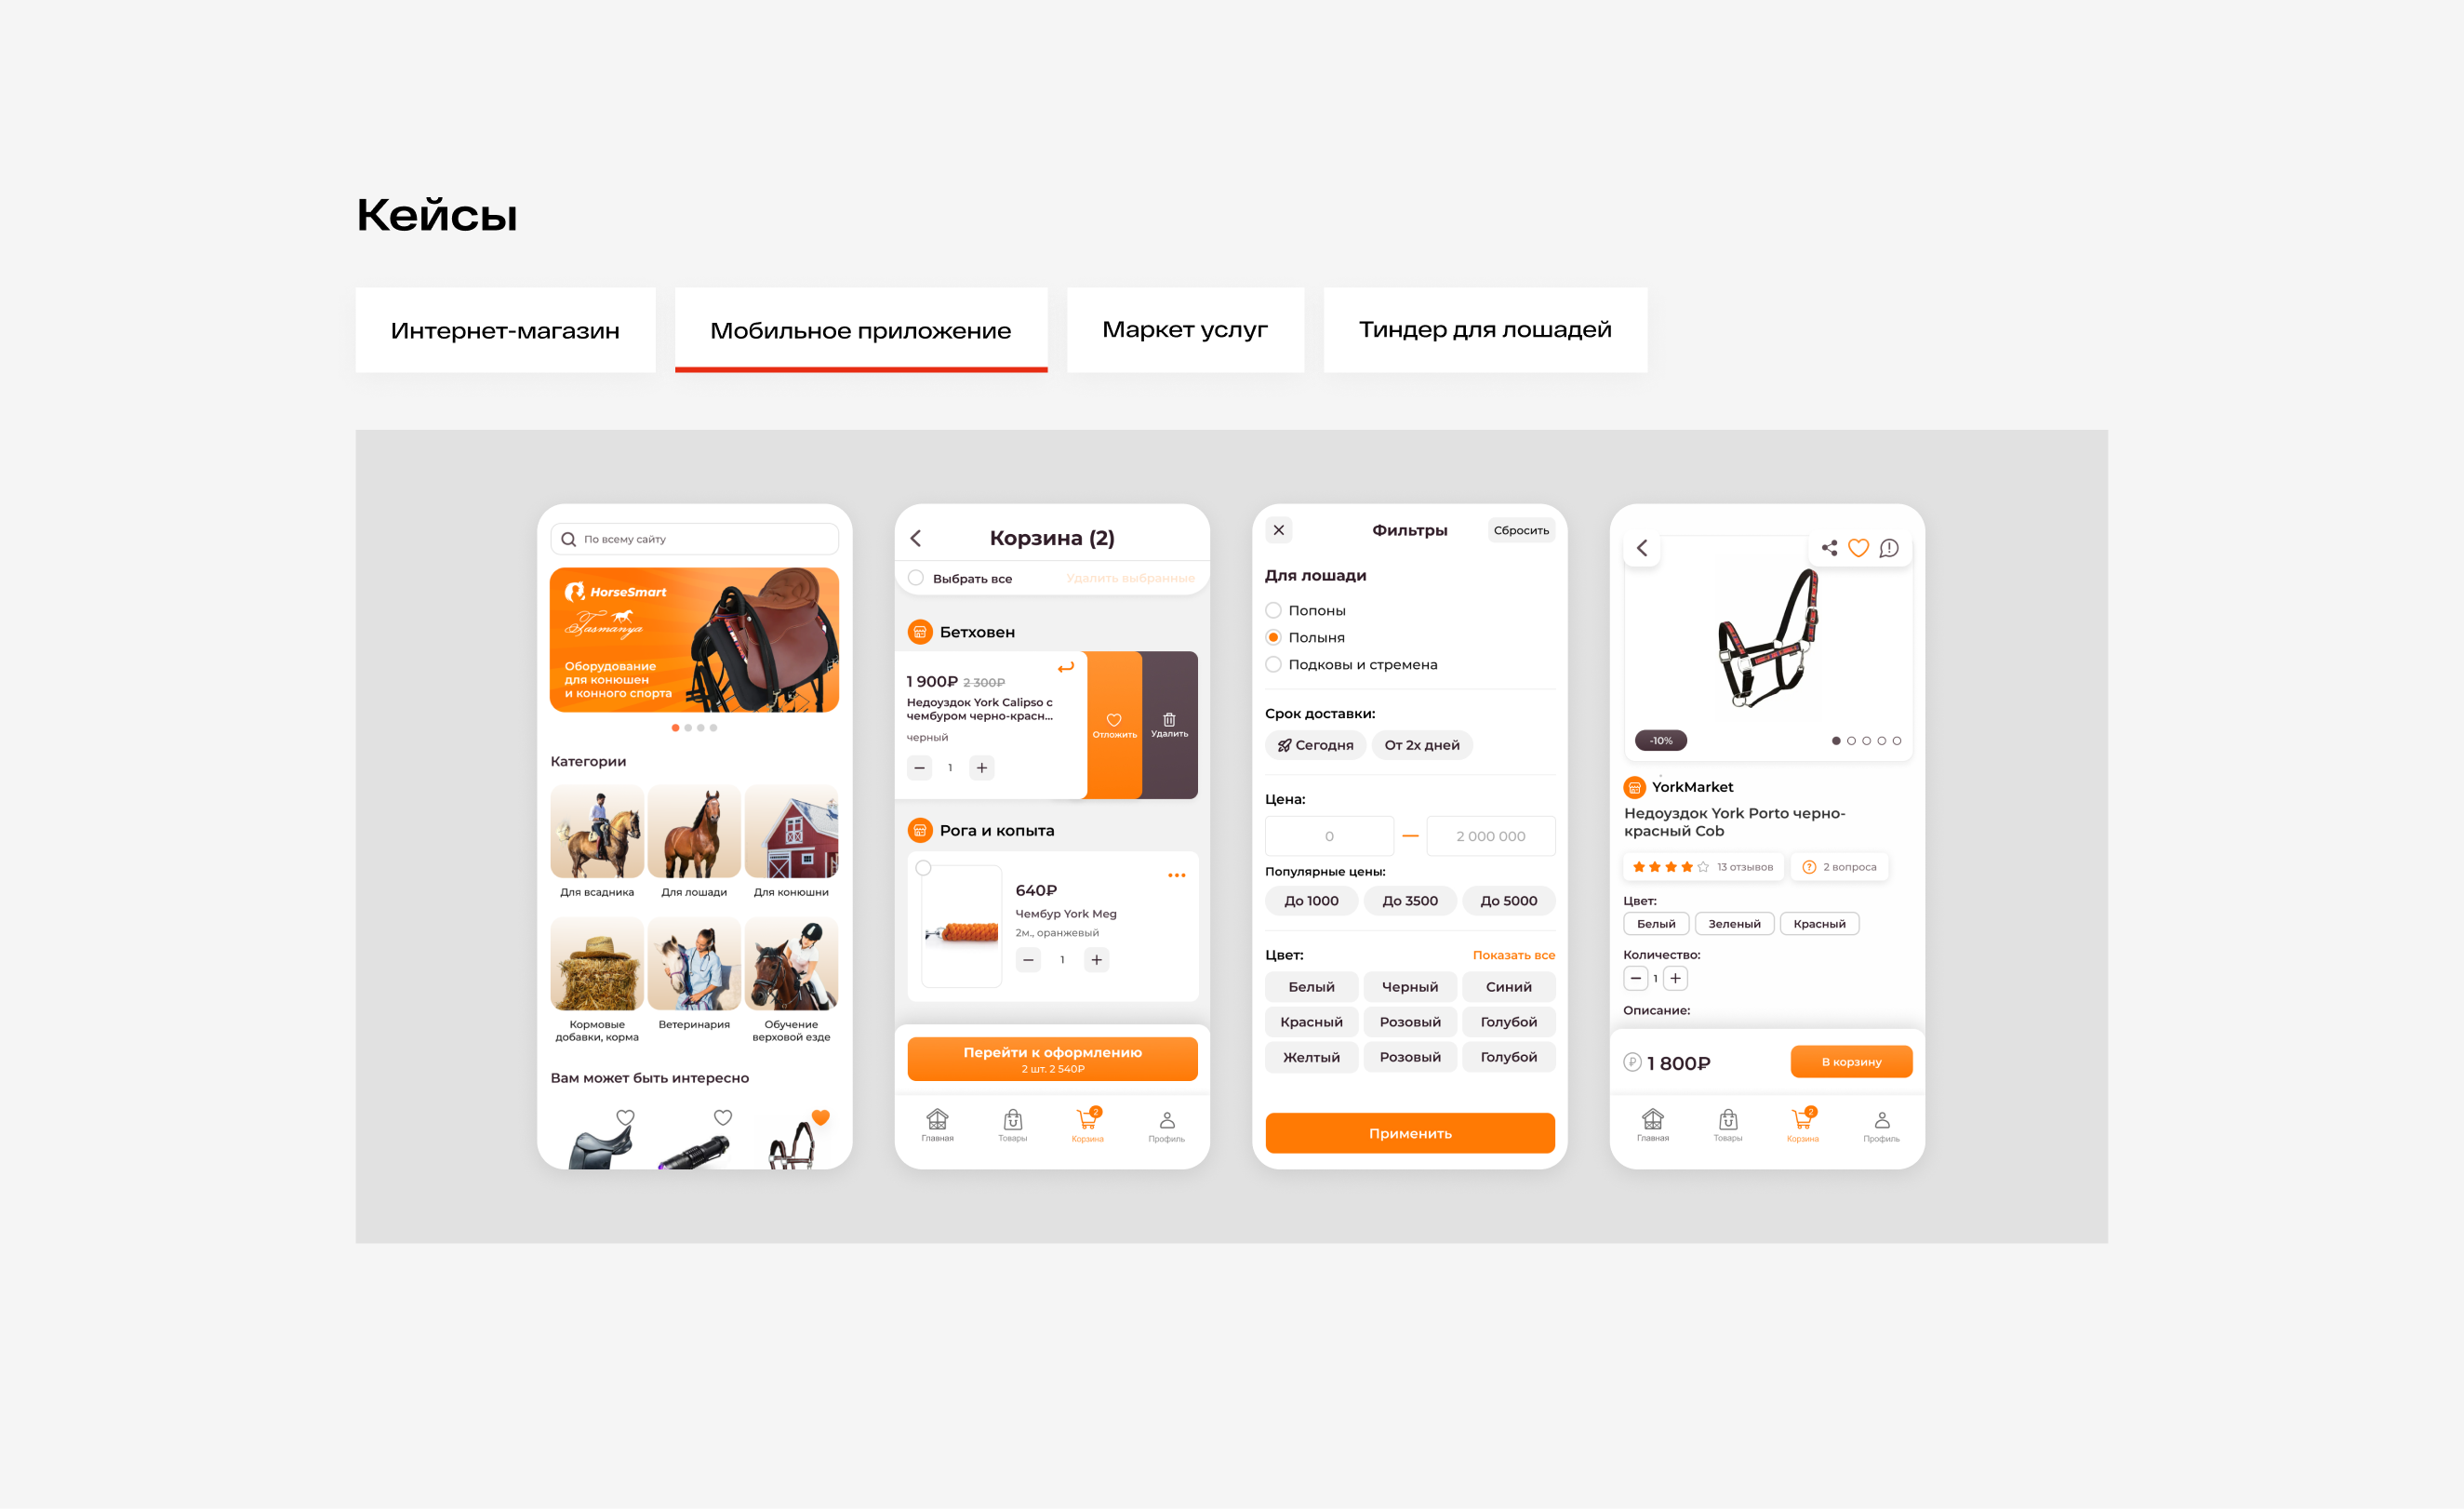 Кейсы
Интернет-магазин
Мобильное приложение
Маркет услуг
Тиндер для лошадей
По всему сайту
HorseSmart
Tasmanya
Оборудование
для конюшен
и конного спорта
Категории
Для всадника
Для лошади
Для конюшни
Кормовые
добавки, корма
Ветеринария
Обучение
верховой езде
Вам может быть интересно
Корзина (2)
Выбрать все
Удалить выбранные
Бетховен
1 900₽ 2 300₽
Недоуздок York Calipso с
чембуром черно-красн...
черный
1
Отложить
Удалить
Рога и копыта
640₽
Чембур York Meg
2м., оранжевый
1
Перейти к оформлению
2 шт. 2 540₽
Главная
Товары
2
Корзина
Профиль
Фильтры
Сбросить
Для лошади
Попоны
Полыня
Подковы и стремена
Срок доставки:
Сегодня
От 2х дней
Цена:
0
2 000 000
Популярные цены:
До 1000
До 3500
До 5000
Цвет:
Показать все
Белый
Черный
Синий
Красный
Розовый
Голубой
Желтый
Розовый
Голубой
Применить
-10%
YorkMarket
Недоуздок York Porto черно-
красный Cob
13 отзывов
2 вопроса
Цвет:
Белый
Зеленый
Красный
Количество:
1
Описание:
₽ 1 800₽
В корзину
Главная
Товары
2
Корзина
Профиль